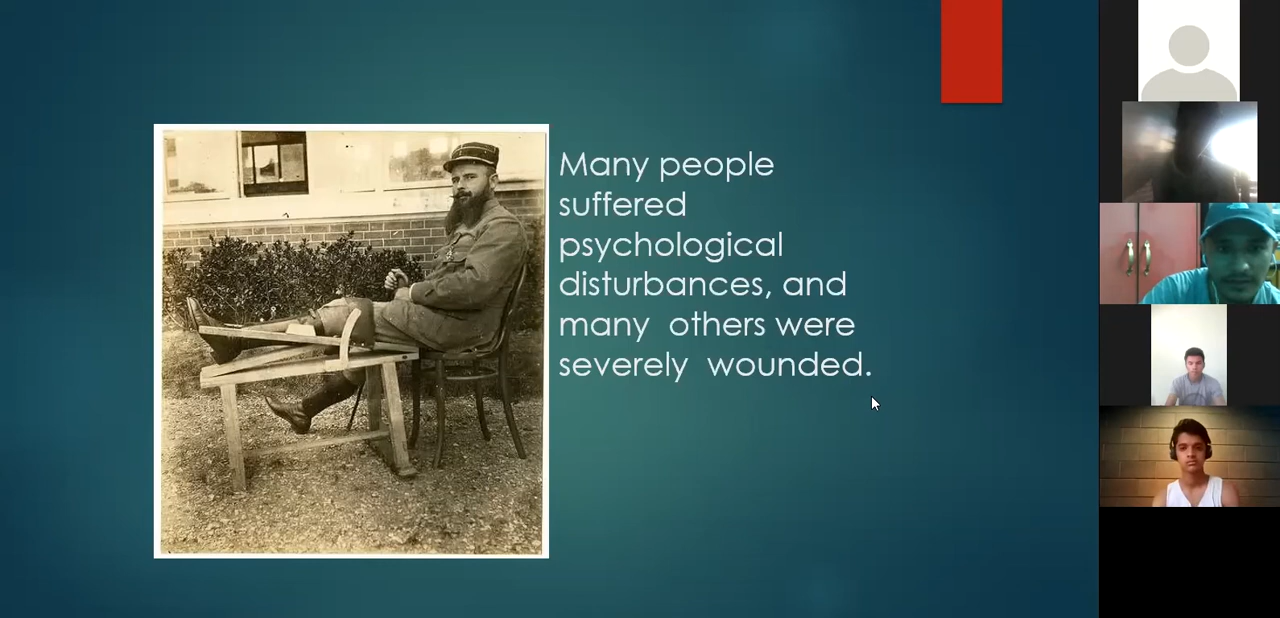 Many people
suffered
psychological
disturbances, and
many  others were
severely  wounded.